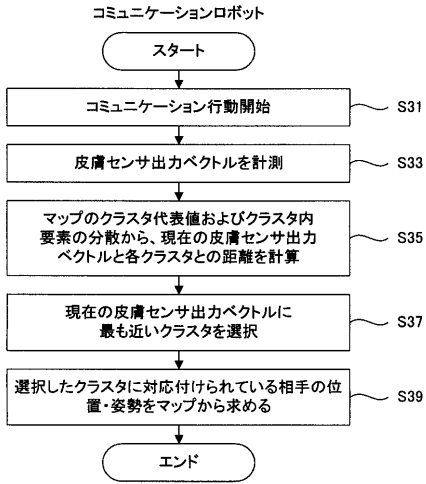 コミュニケーションロボット
スタート
コミュニケーション行動開始
S31
皮膚センサ出力ベクトルを計測
S33
マップのクラスタ代表値およびクラスタ内
要素の分散から、現在の皮膚センサ出力
ベクトルと各クラスタとの距離を計算
S35
現在の皮膚センサ出力ベクトルに
最も近いクラスタを選択
S37
選択したクラスタに対応付けられている相手の位
置・姿勢をマップから求める
S39
エンド